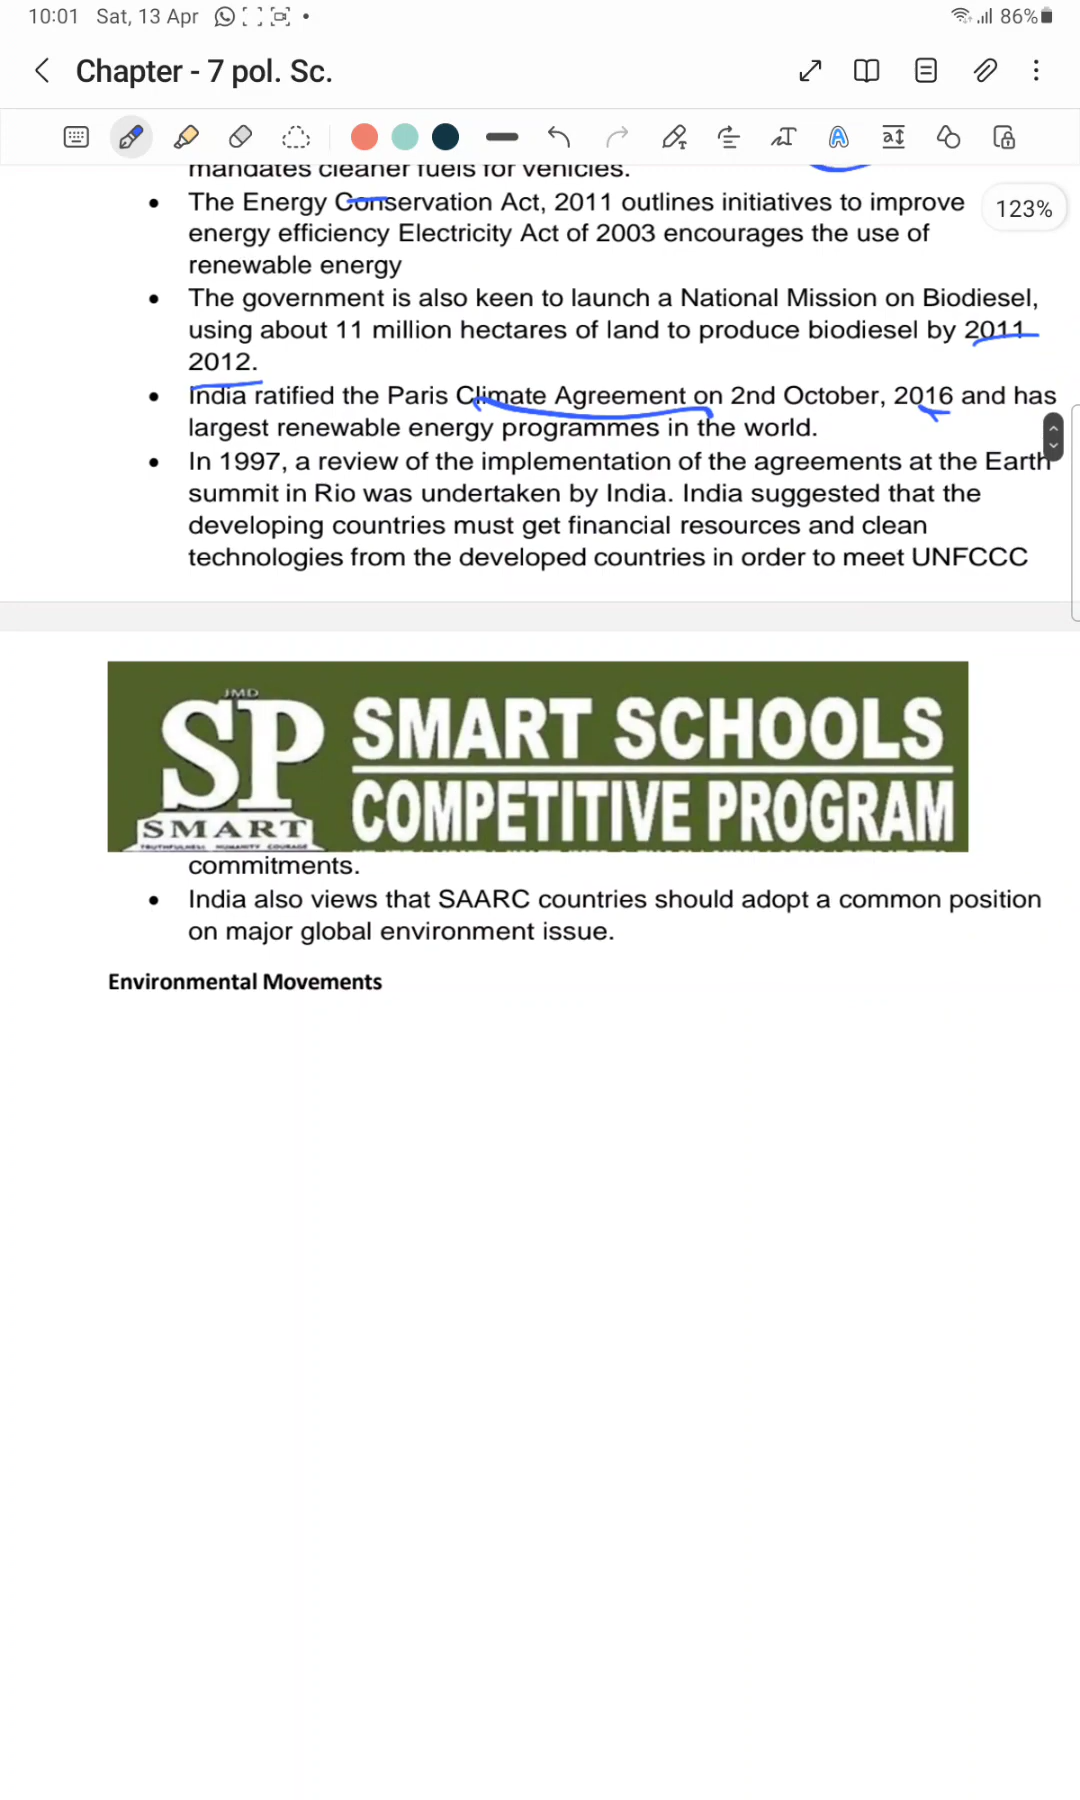 10:01 Sat, 13 Apr
86%
Chapter - 7 pol. Sc.
mandates cleaner fuels for vehicles.
123%
• The Energy Conservation Act, 2011 outlines initiatives to improve
energy efficiency Electricity Act of 2003 encourages the use of
renewable energy
• The government is also keen to launch a National Mission on Biodiesel,
using about 11 million hectares of land to produce biodiesel by 2011
2012.
• India ratified the Paris Climate Agreement on 2nd October, 2016 and has
largest renewable energy programmes in the world.
• In 1997, a review of the implementation of the agreements at the Earth
summit in Rio was undertaken by India. India suggested that the
developing countries must get financial resources and clean
technologies from the developed countries in order to meet UNFCCC
JMD
SP
SMART
TRUTHFULNESS HUMANITY COURAGE
SMART SCHOOLS
COMPETITIVE PROGRAM
commitments.
• India also views that SAARC countries should adopt a common position
on major global environment issue.
Environmental Movements